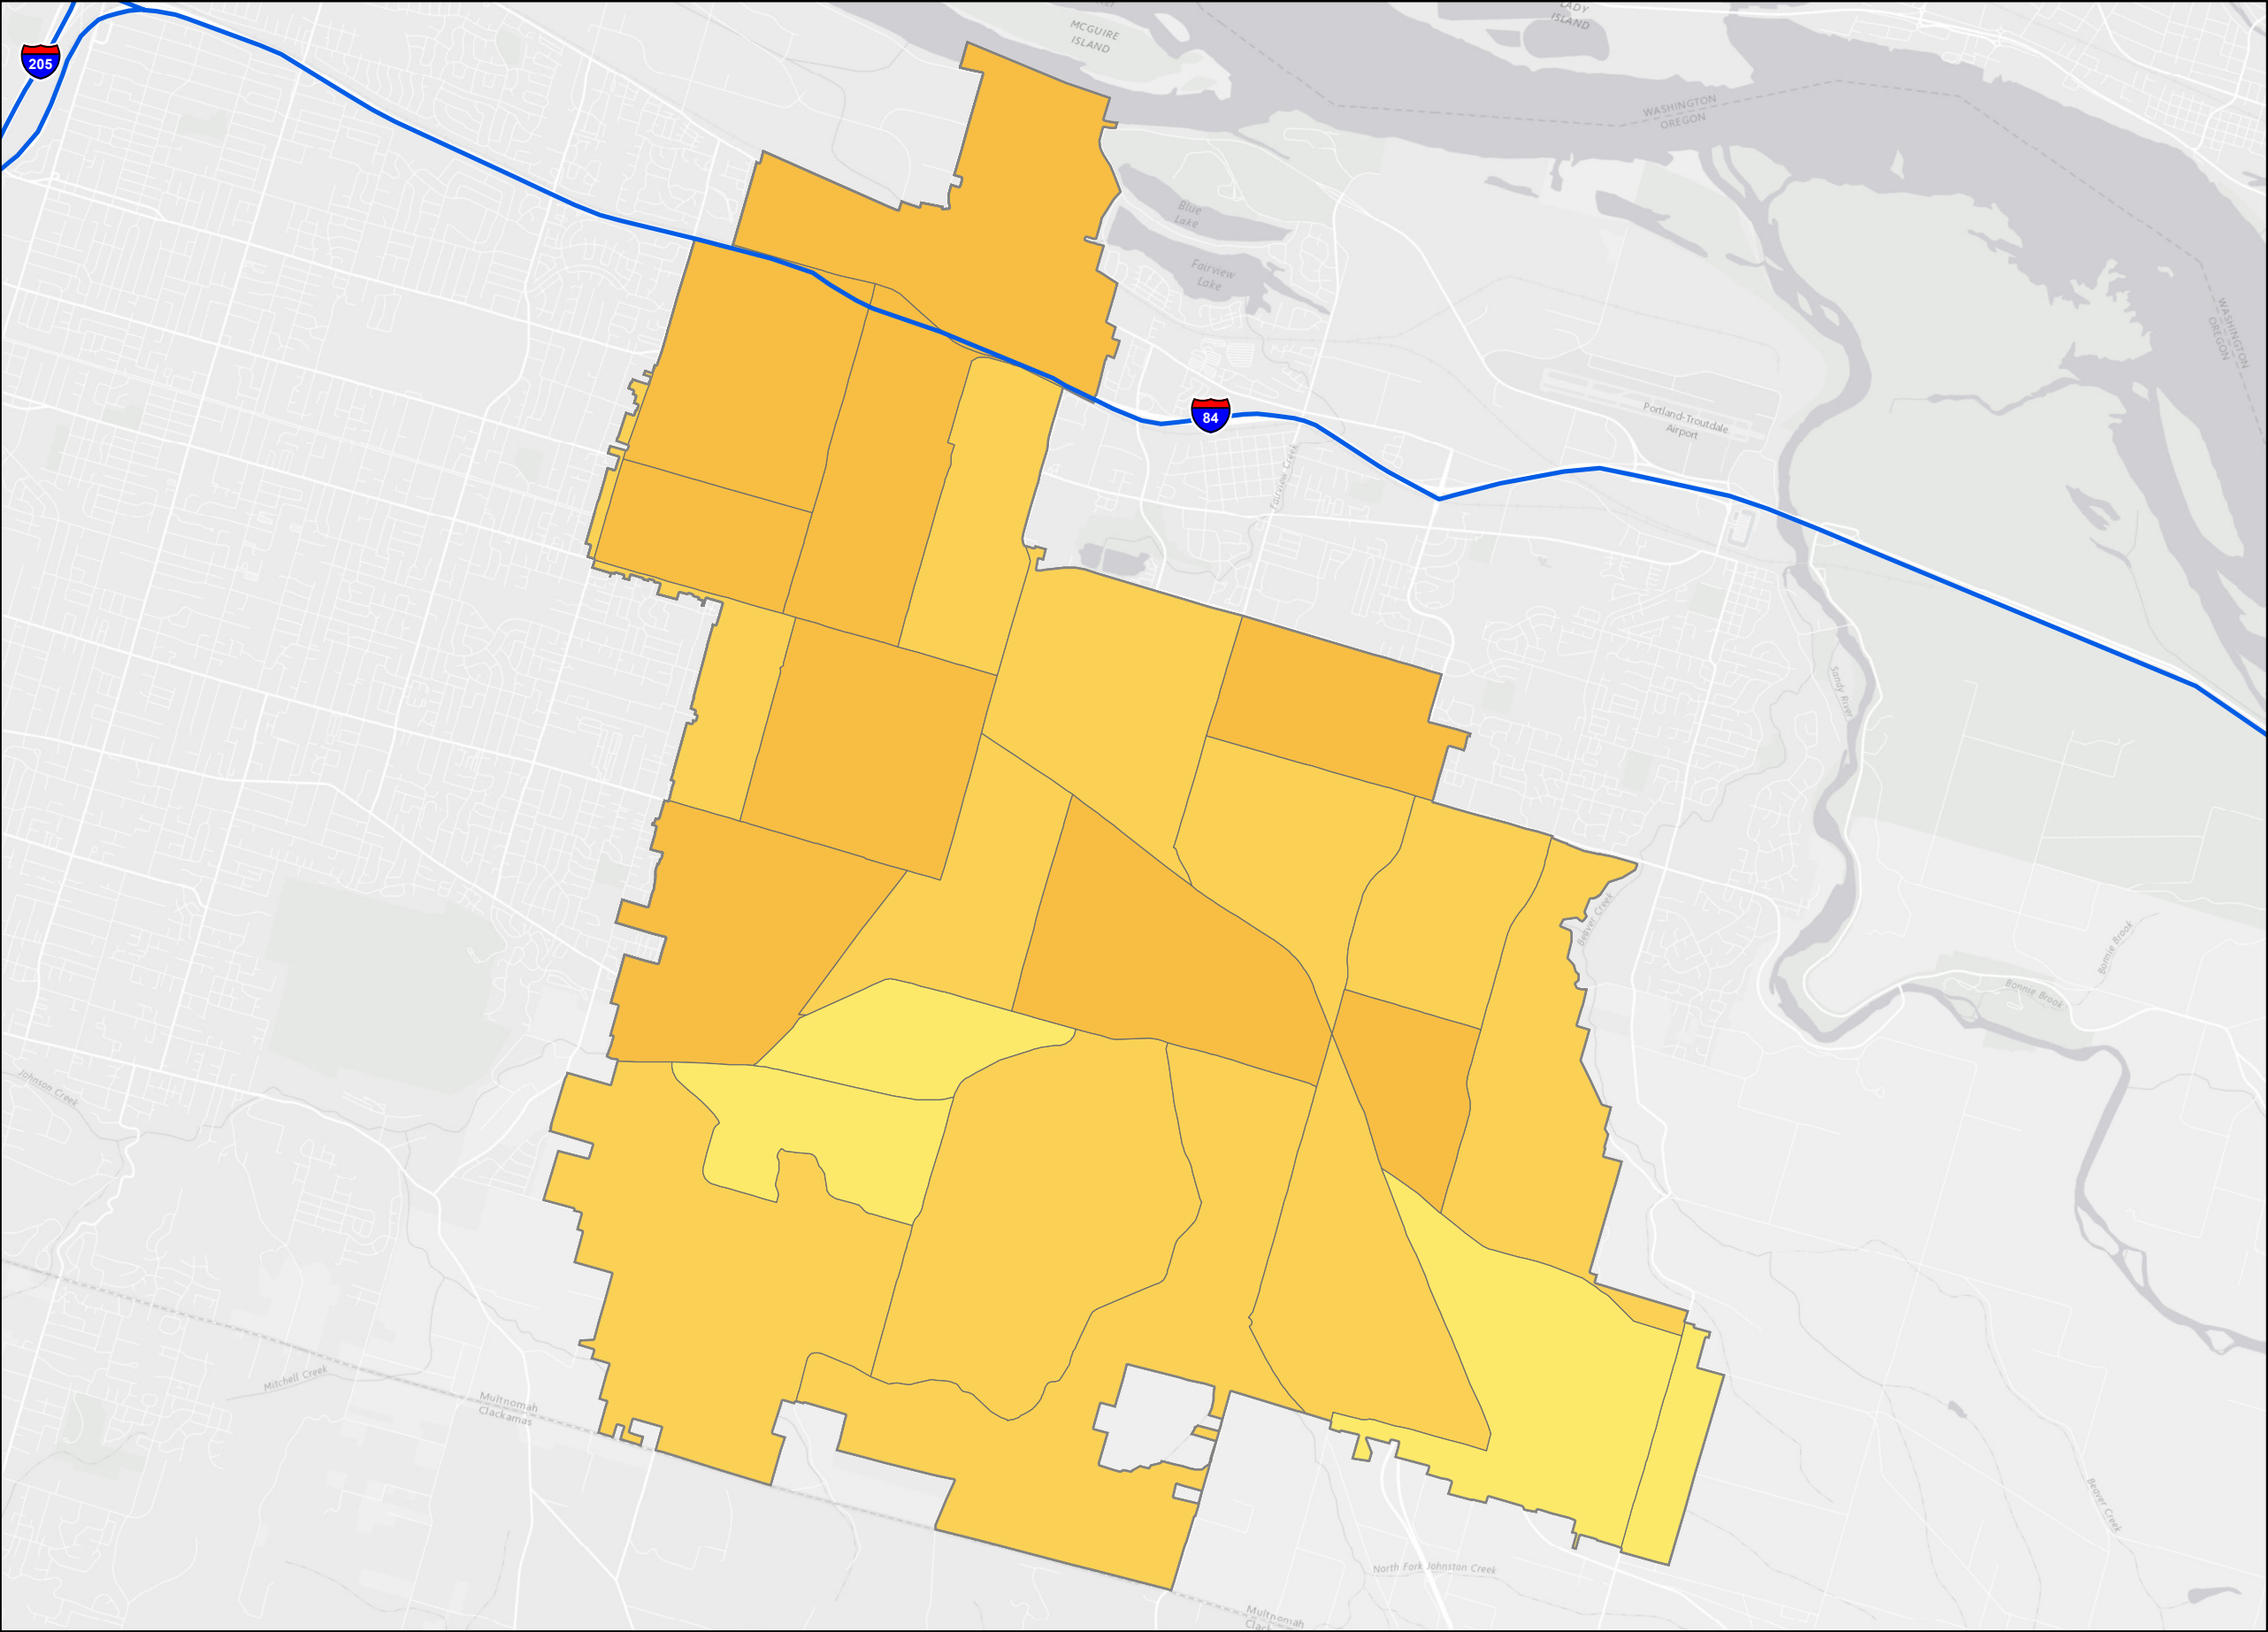 LADY
ISLAND
MCGUIRE
ISLAND
205
WASHINGTON
OREGON
Blue
Lake
Fairview
Lake
WASHINGTON
OREGON
84
Portland-Troutdale
Airport
Fairview Creek
Sandy River
Beaver Creek
Bonnie Brook
Bonnie Brook
Johnson Creek
Mitchell Creek
Multnomah
Clackamas
Beaver Creek
North Fork Johnston Creek
Multnomah